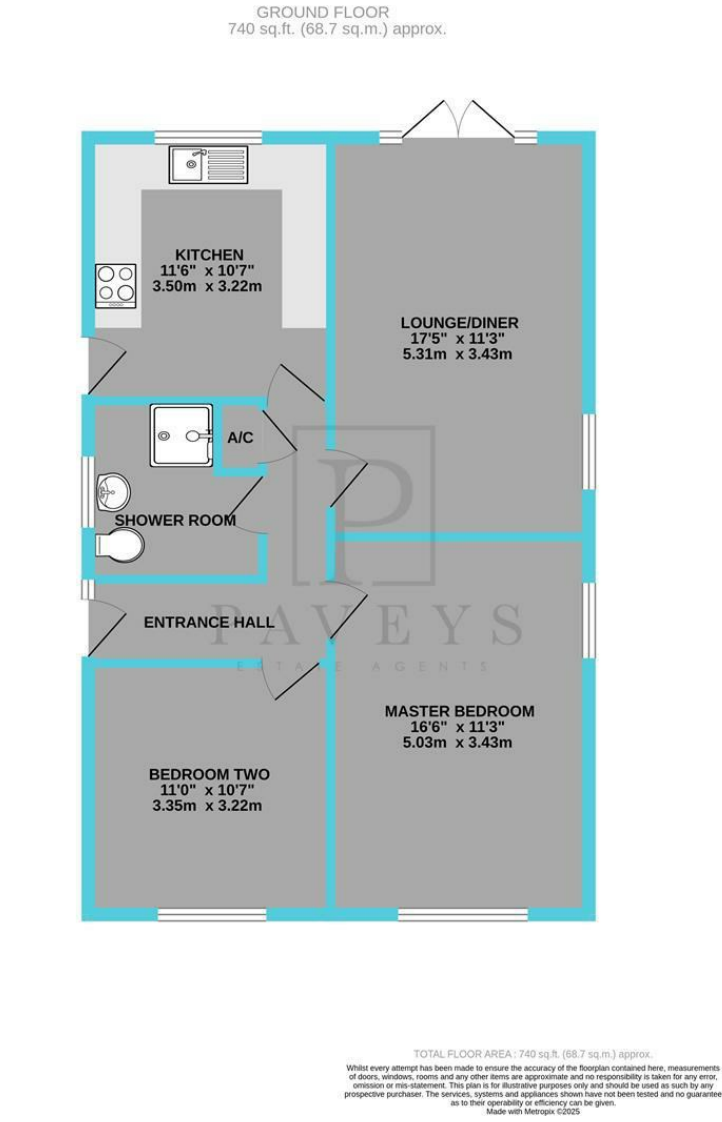 GROUND FLOOR
740 sq.ft. (68.7 sq.m.) approx.
KITCHEN
11'6" x 10'7"
3.50m x 3.22m
LOUNGE/DINER
17'5" x 11'3"
5.31m x 3.43m
A/C
SHOWER ROOM
ENTRANCE HALL
P
PAVEYS
ESTATE AGENTS
MASTER BEDROOM
16'6" x 11'3"
5.03m x 3.43m
BEDROOM TWO
11'0" x 10'7"
3.35m x 3.22m
TOTAL FLOOR AREA : 740 sq.ft. (68.7 sq.m.) approx.
Whilst every attempt has been made to ensure the accuracy of the floorplan contained here, measurements
of doors, windows, rooms and any other items are approximate and no responsibility is taken for any error,
omission or mis-statement. This plan is for illustrative purposes only and should be used as such by any
prospective purchaser. The services, systems and appliances shown have not been tested and no guarantee
as to their operability or efficiency can be given.
Made with Metropix ©2025